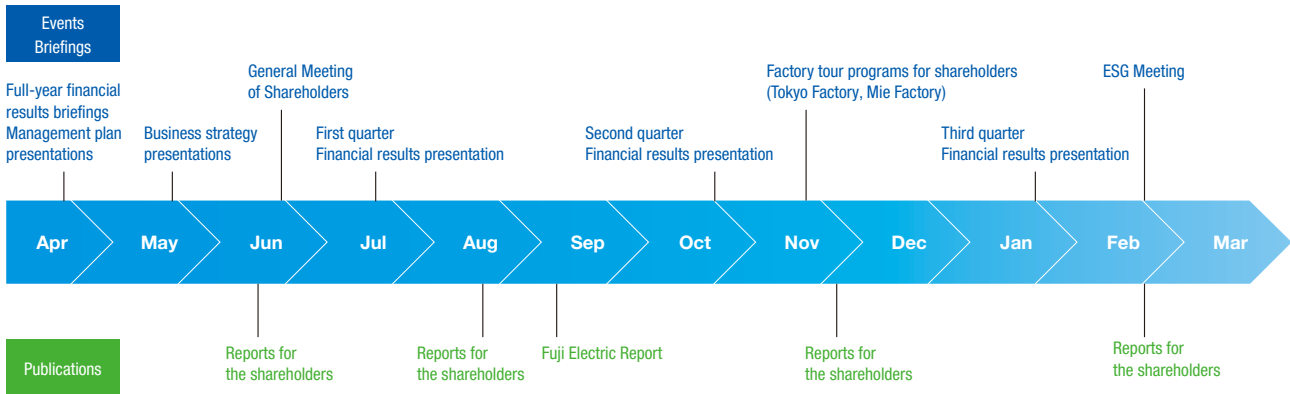 Events
Briefings
Full-year financial
results briefings
Management plan
presentations
Business strategy
presentations
General Meeting
of Shareholders
First quarter
Financial results presentation
Second quarter
Financial results presentation
Factory tour programs for shareholders
(Tokyo Factory, Mie Factory)
Third quarter
Financial results presentation
ESG Meeting
Apr
May
Jun
Jul
Aug
Sep
Oct
Nov
Dec
Jan
Feb
Mar
Publications
Reports for
the shareholders
Reports for
the shareholders
Fuji Electric Report
Reports for
the shareholders
Reports for
the shareholders